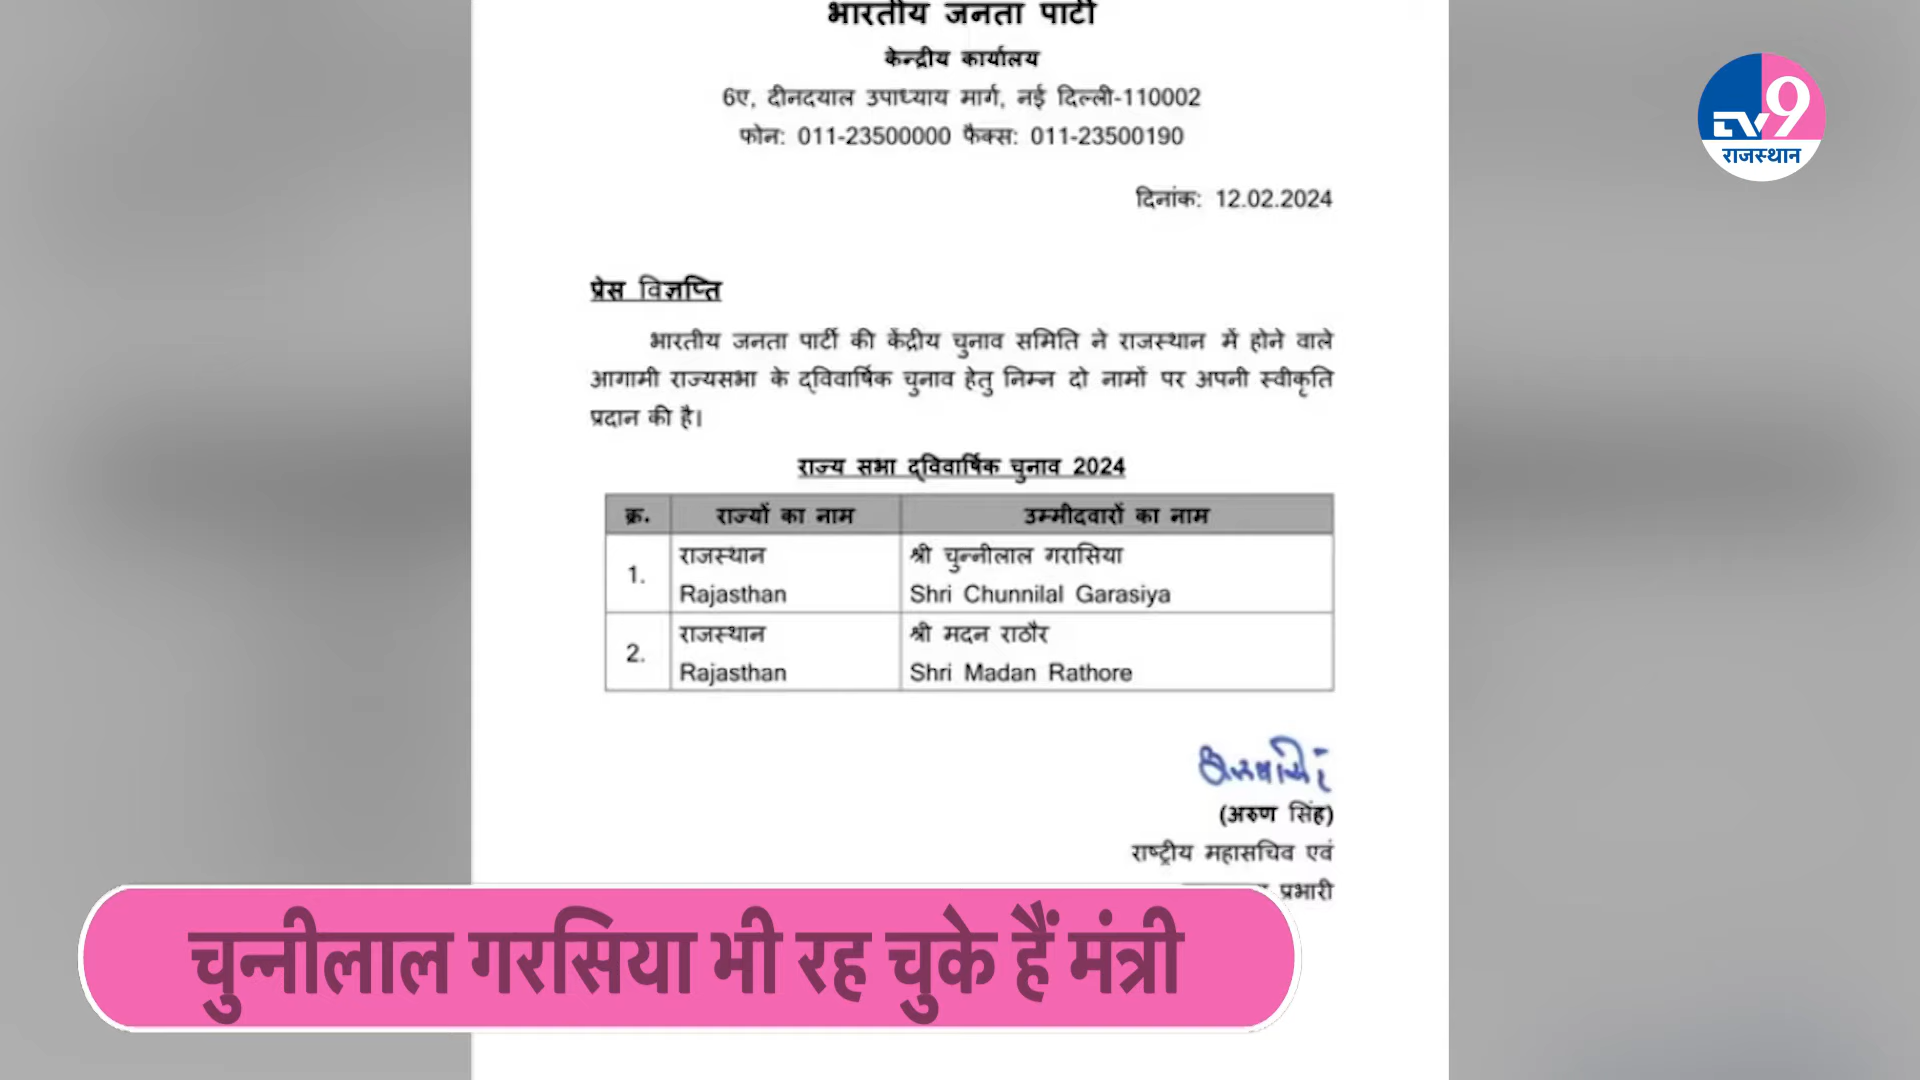 भारतीय जनता पार्टी
केन्द्रीय कार्यालय
6ए, दीनदयाल उपाध्याय मार्ग, नई दिल्ली-110002
फोन: 011-23500000 फैक्स: 011-23500190
TV9
राजस्थान
दिनांक: 12.02.2024
प्रेस विज्ञप्ति
भारतीय जनता पार्टी की केंद्रीय चुनाव समिति ने राजस्थान में होने वाले
आगामी राज्यसभा के द्विवार्षिक चुनाव हेतु निम्न दो नामों पर अपनी स्वीकृति
प्रदान की है।
राज्य सभा द्विवार्षिक चुनाव 2024
क्र. राज्यों का नाम उम्मीदवारों का नाम
1. राजस्थान श्री चुन्नीलाल गरासिया
Rajasthan Shri Chunnilal Garasiya
2. राजस्थान श्री मदन राठौर
Rajasthan Shri Madan Rathore
(अरुण सिंह)
राष्ट्रीय महासचिव एवं
प्रभारी
चुन्नीलाल गरसिया भी रह चुके हैं मंत्री